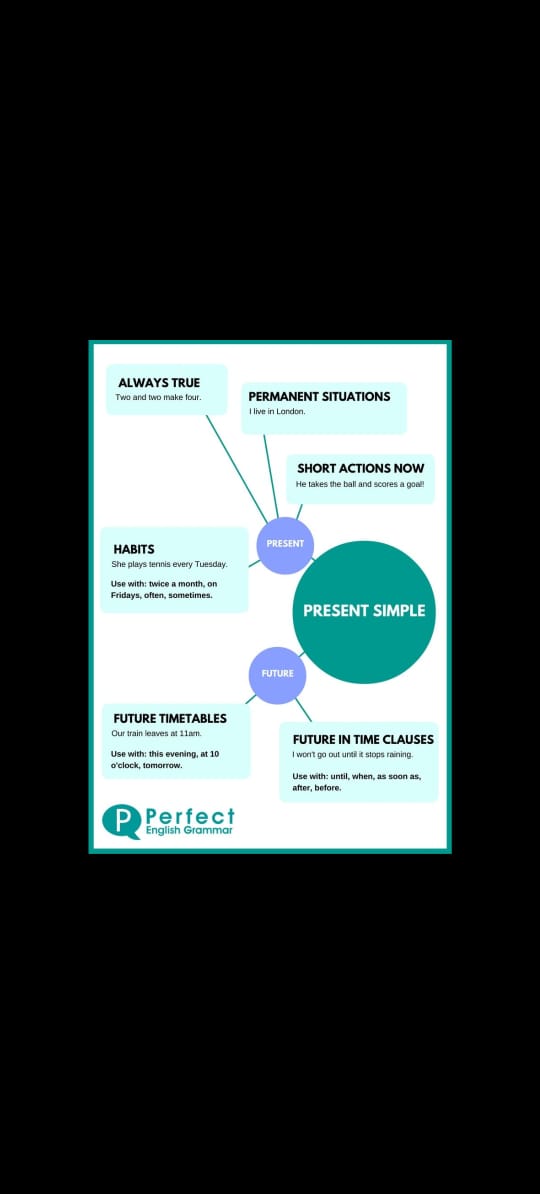 ALWAYS TRUE
Two and two make four.
PERMANENT SITUATIONS
I live in London.
SHORT ACTIONS NOW
He takes the ball and scores a goal!
PRESENT
HABITS
She plays tennis every Tuesday.
Use with: twice a month, on
Fridays, often, sometimes.
PRESENT SIMPLE
FUTURE
FUTURE TIMETABLES
Our train leaves at 11am.
Use with: this evening, at 10
o'clock, tomorrow.
FUTURE IN TIME CLAUSES
I won't go out until it stops raining.
Use with: until, when, as soon as,
after, before.
P
Perfect
English Grammar